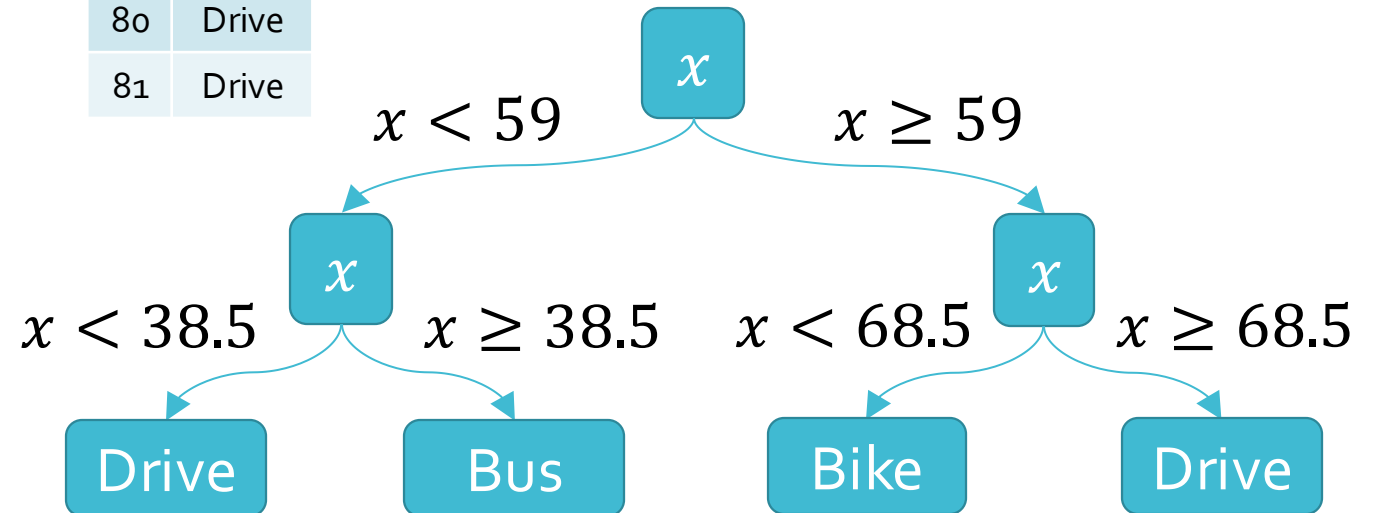 80 Drive
81 Drive
x
x < 59 x ≥ 59
x x
x < 38.5 x ≥ 38.5 x < 68.5 x ≥ 68.5
Drive Bus Bike Drive